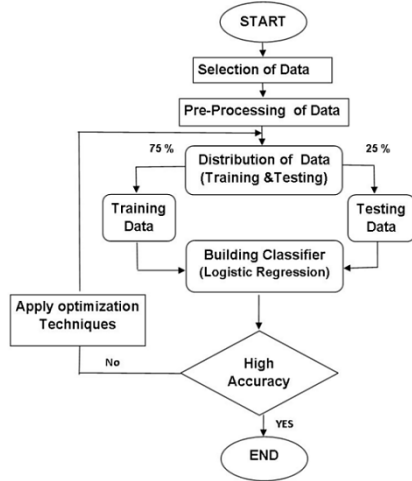 START
Selection of Data
Pre-Processing of Data
75 %
25 %
Distribution of Data
(Training &Testing)
Training
Data
Testing
Data
Building Classifier
(Logistic Regression)
Apply optimization
Techniques
No
High
Accuracy
YES
END